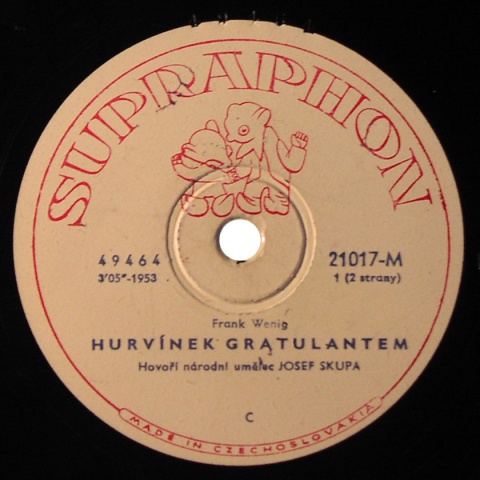 SUPRAPHON
49464
3'05"-1953
21017-M
1 (2 strany)
Frank Wenig
HURVÍNEK GRATULANTEM
Hovoří národní umělec JOSEF SKUPA
C
MADE IN CZECHOSLOVAKIA